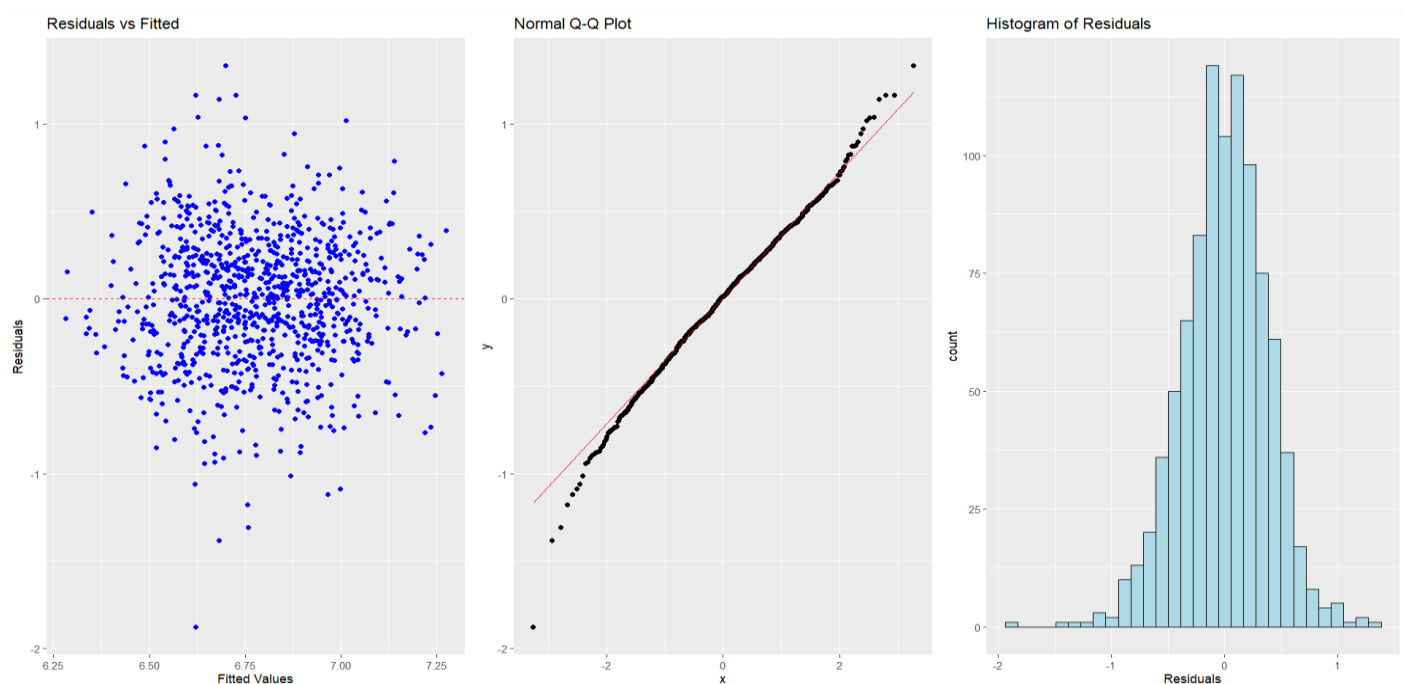 Residuals vs Fitted
Residuals
1
0
-1
-2
6.25 6.50 6.75 7.00 7.25
Fitted Values
Normal Q-Q Plot
y
1
0
-1
-2
-2 0 2
x
Histogram of Residuals
count
100
75
50
25
0
-2 -1 0 1
Residuals